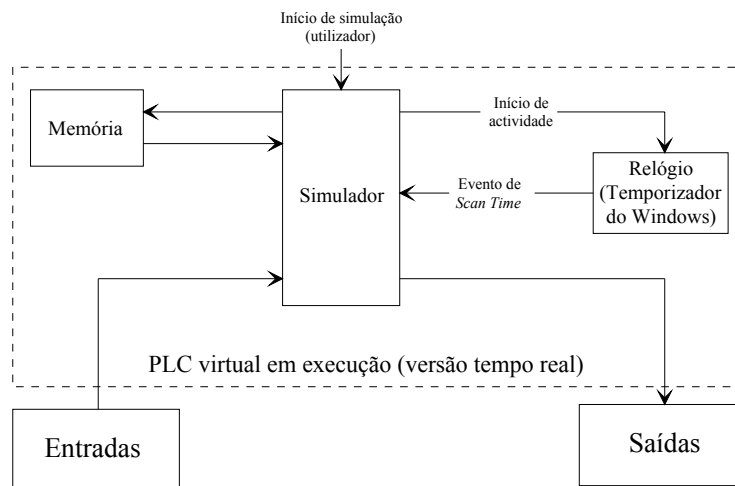 Início de simulação
(utilizador)
Memória
Simulador
Início de
actividade
Relógio
(Temporizador
do Windows)
Evento de
Scan Time
PLC virtual em execução (versão tempo real)
Entradas
Saídas